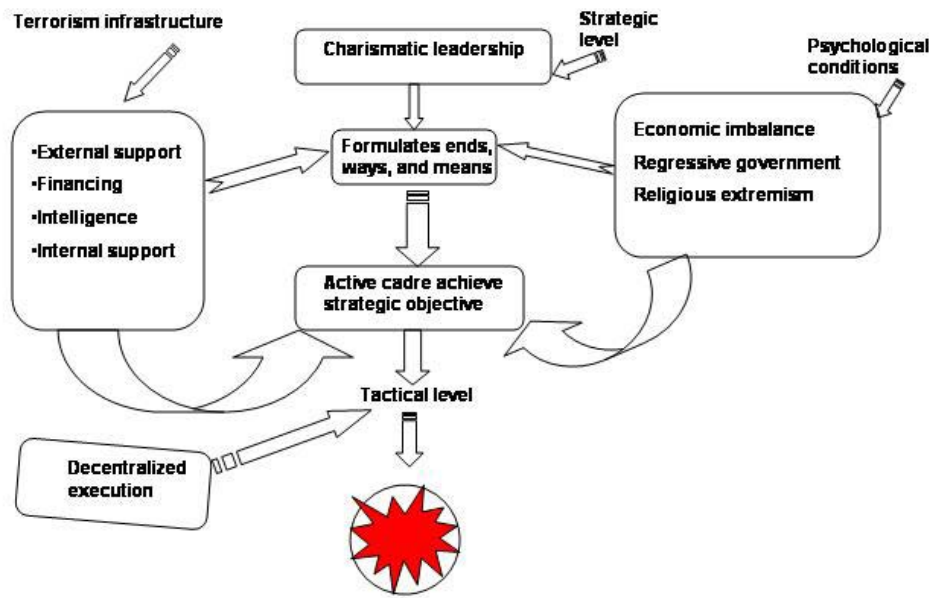 Terrorism infrastructure
Charismatic leadership
Strategic
level
Psychological
conditions
•External support
•Financing
•Intelligence
•Internal support
Formulates ends,
ways, and means
Economic imbalance
Regressive government
Religious extremism
Active cadre achieve
strategic objective
Tactical level
Decentralized
execution